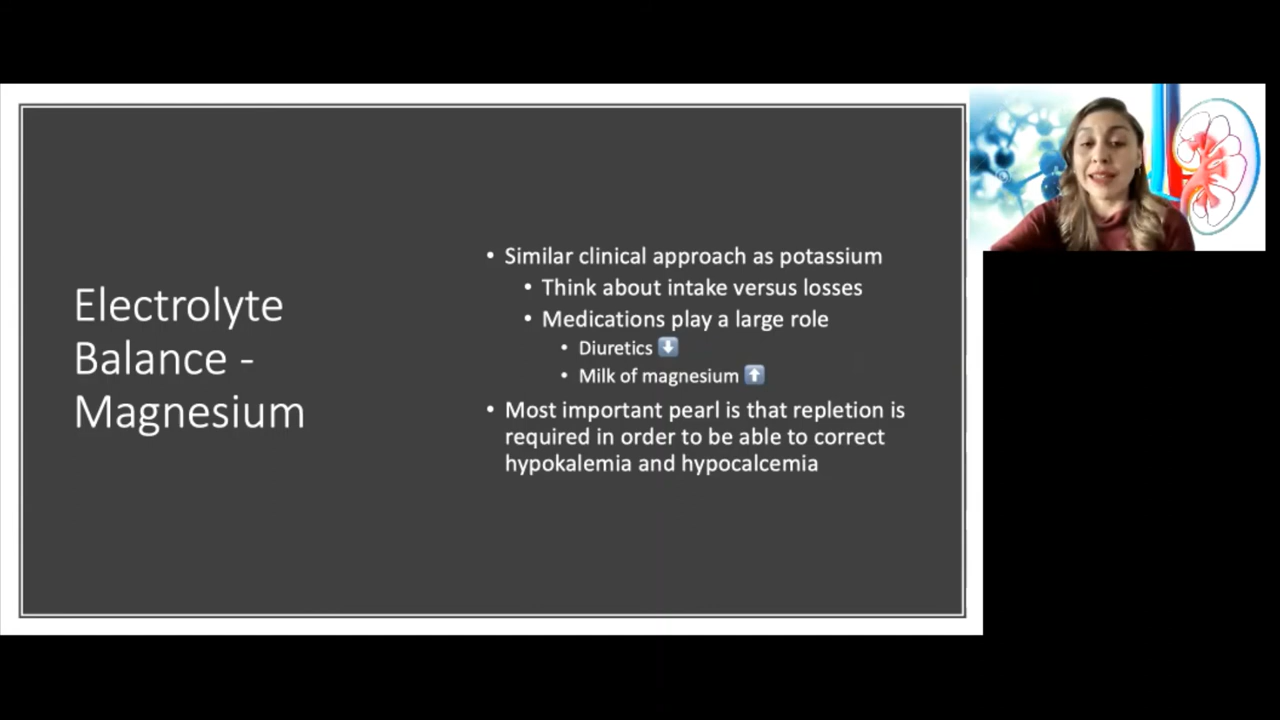 Electrolyte
Balance -
Magnesium
• Similar clinical approach as potassium
• Think about intake versus losses
• Medications play a large role
• Diuretics ⬇️
• Milk of magnesium ⬆️
• Most important pearl is that repletion is
required in order to be able to correct
hypokalemia and hypocalcemia